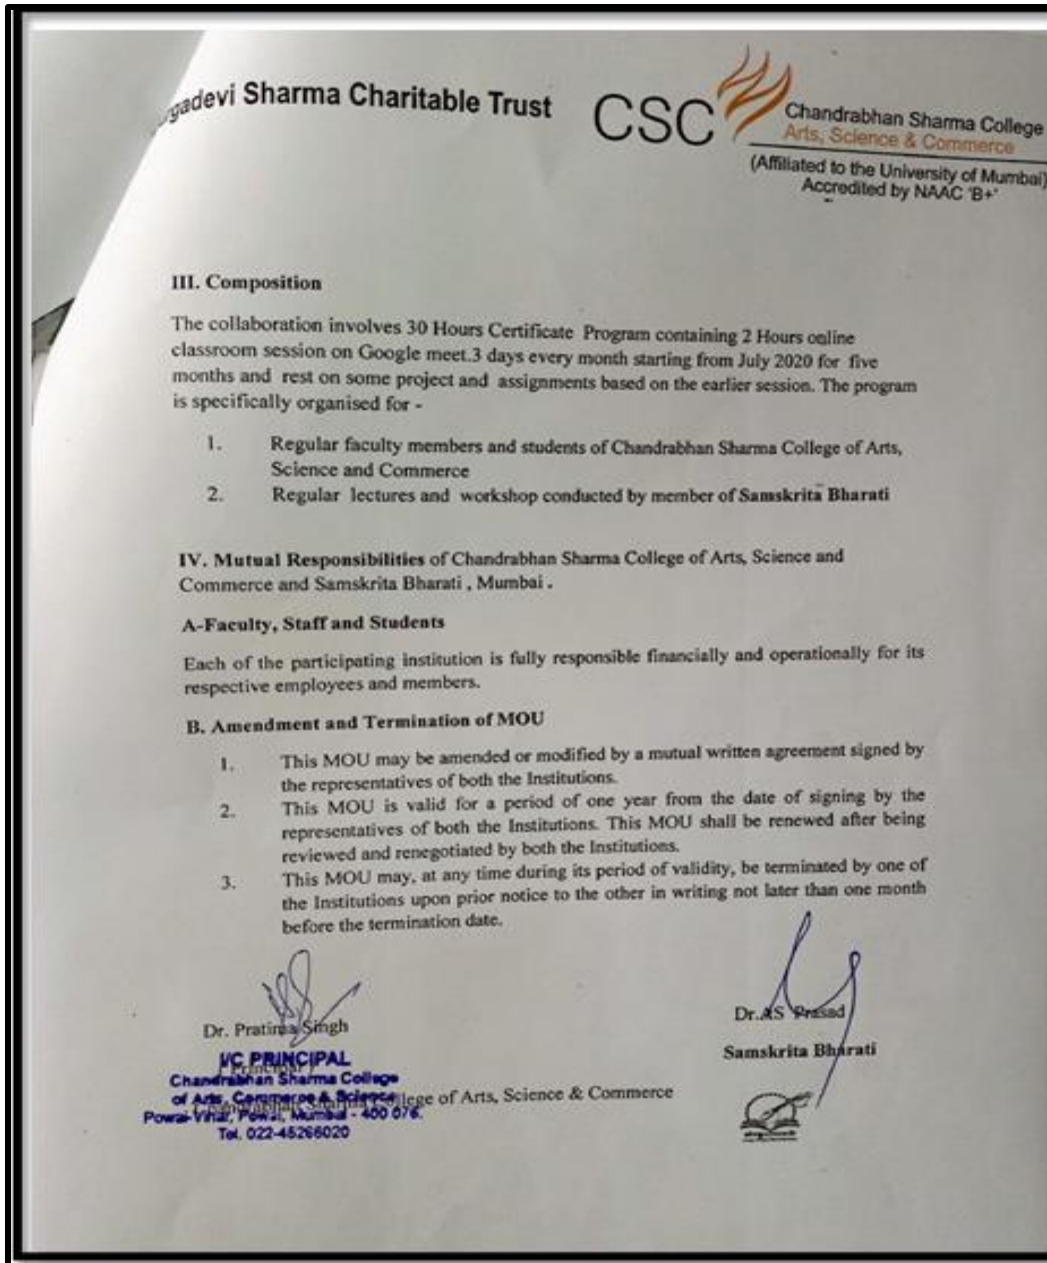 Sharma Charitable Trust
CSC
Chandrabhan Sharma College
Arts, Science & Commerce
(Affiliated to the University of Mumbai)
Accredited by NAAC 'B+'
III. Composition
The collaboration involves 30 Hours Certificate Program containing 2 Hours online
classroom session on Google meet.3 days every month starting from July 2020 for five
months and rest on some project and assignments based on the earlier session. The program
is specifically organised for -
1. Regular faculty members and students of Chandrabhan Sharma College of Arts,
Science and Commerce
2. Regular lectures and workshop conducted by member of Samskrita Bharati
IV. Mutual Responsibilities of Chandrabhan Sharma College of Arts, Science and
Commerce and Samskrita Bharati , Mumbai .
A-Faculty, Staff and Students
Each of the participating institution is fully responsible financially and operationally for its
respective employees and members.
B. Amendment and Termination of MOU
1. This MOU may be amended or modified by a mutual written agreement signed by
the representatives of both the Institutions.
2. This MOU is valid for a period of one year from the date of signing by the
representatives of both the Institutions. This MOU shall be renewed after being
reviewed and renegotiated by both the Institutions.
3. This MOU may, at any time during its period of validity, be terminated by one of
the Institutions upon prior notice to the other in writing not later than one month
before the termination date.
Dr. Pratima Singh
I/C PRINCIPAL
Chandrabhan Sharma College
of Arts, Commerce & Science
Powai-Vihar, Powai, Mumbai - 400 076.
Tel. 022-45266020
of Arts, Science & Commerce
Dr. AS Prasad
Samskrita Bharati